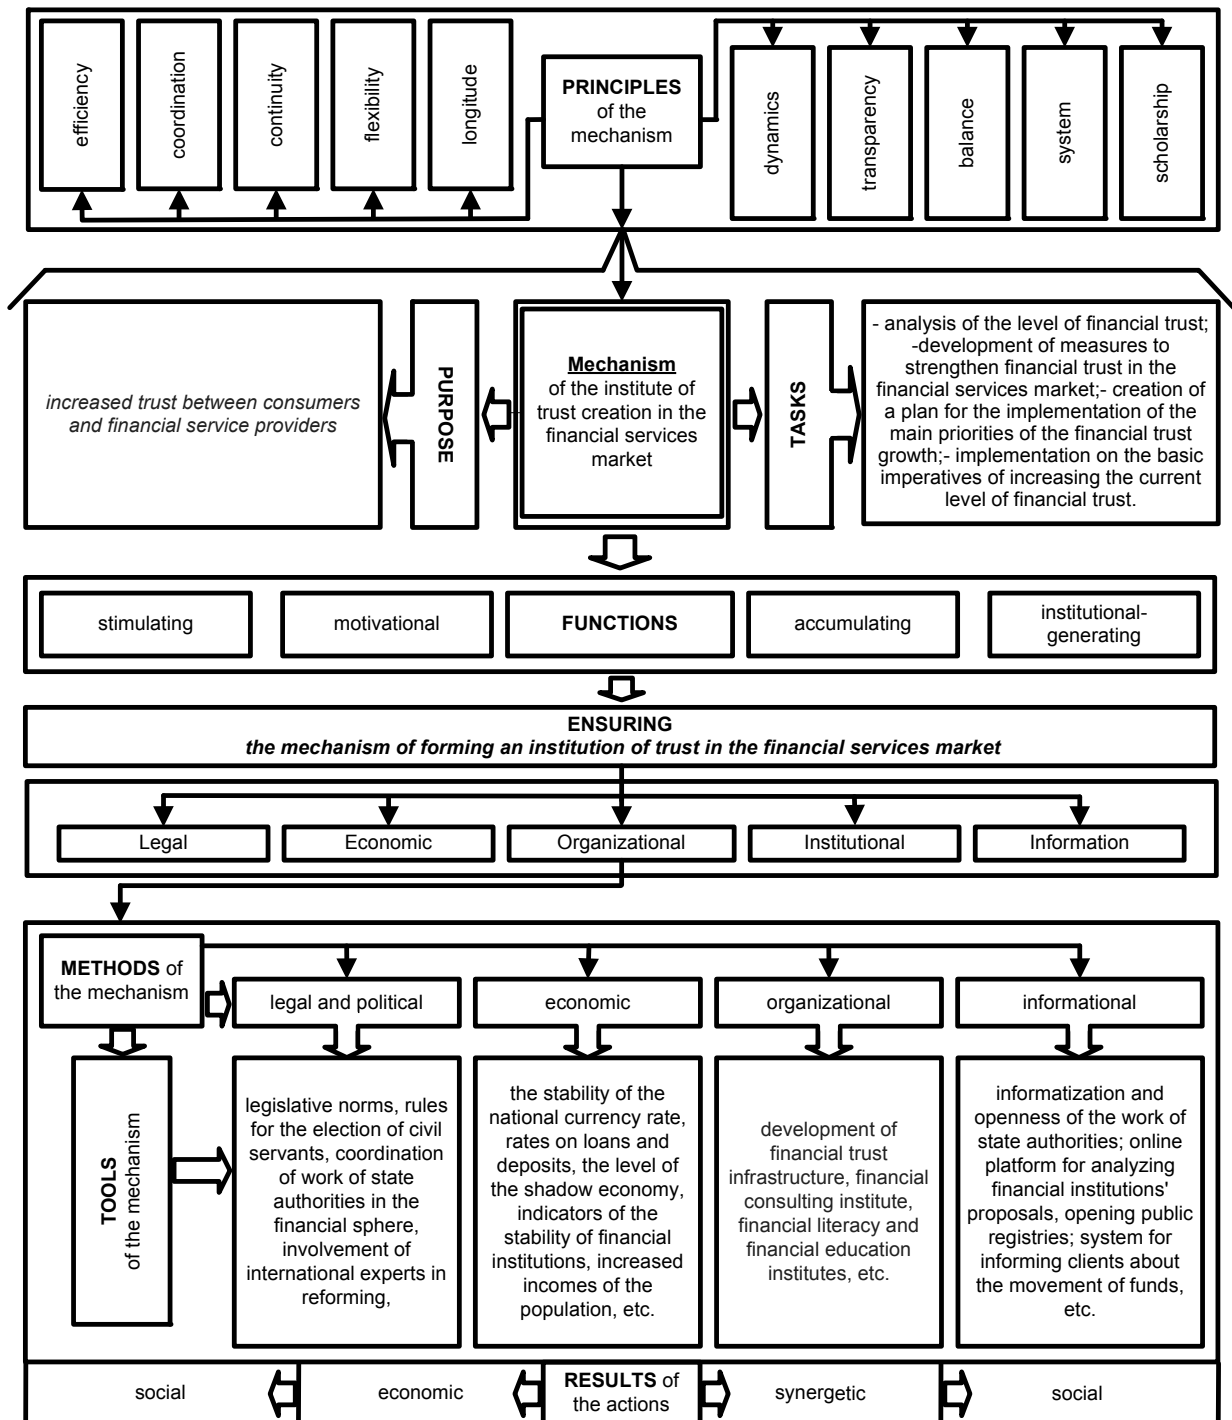 efficiency
coordination
continuity
flexibility
longitude
PRINCIPLES
of the
mechanism
dynamics
transparency
balance
system
scholarship
increased trust between consumers
and financial service providers
PURPOSE
Mechanism
of the institute of
trust creation in the
financial services
market
TASKS
- analysis of the level of financial trust;
-development of measures to
strengthen financial trust in the
financial services market;- creation of
a plan for the implementation of the
main priorities of the financial trust
growth;- implementation on the basic
imperatives of increasing the current
level of financial trust.
stimulating
motivational
FUNCTIONS
accumulating
institutional-
generating
ENSURING
the mechanism of forming an institution of trust in the financial services market
Legal
Economic
Organizational
Institutional
Information
METHODS of
the mechanism
legal and political
economic
organizational
informational
TOOLS
of the mechanism
legislative norms, rules
for the election of civil
servants, coordination
of work of state
authorities in the
financial sphere,
involvement of
international experts in
reforming,
the stability of the
national currency rate,
rates on loans and
deposits, the level of
the shadow economy,
indicators of the
stability of financial
institutions, increased
incomes of the
population, etc.
development of
financial trust
infrastructure, financial
consulting institute,
financial literacy and
financial education
institutes, etc.
informatization and
openness of the work of
state authorities; online
platform for analyzing
financial institutions'
proposals, opening public
registries; system for
informing clients about
the movement of funds,
etc.
social
economic
RESULTS of
the actions
synergetic
social